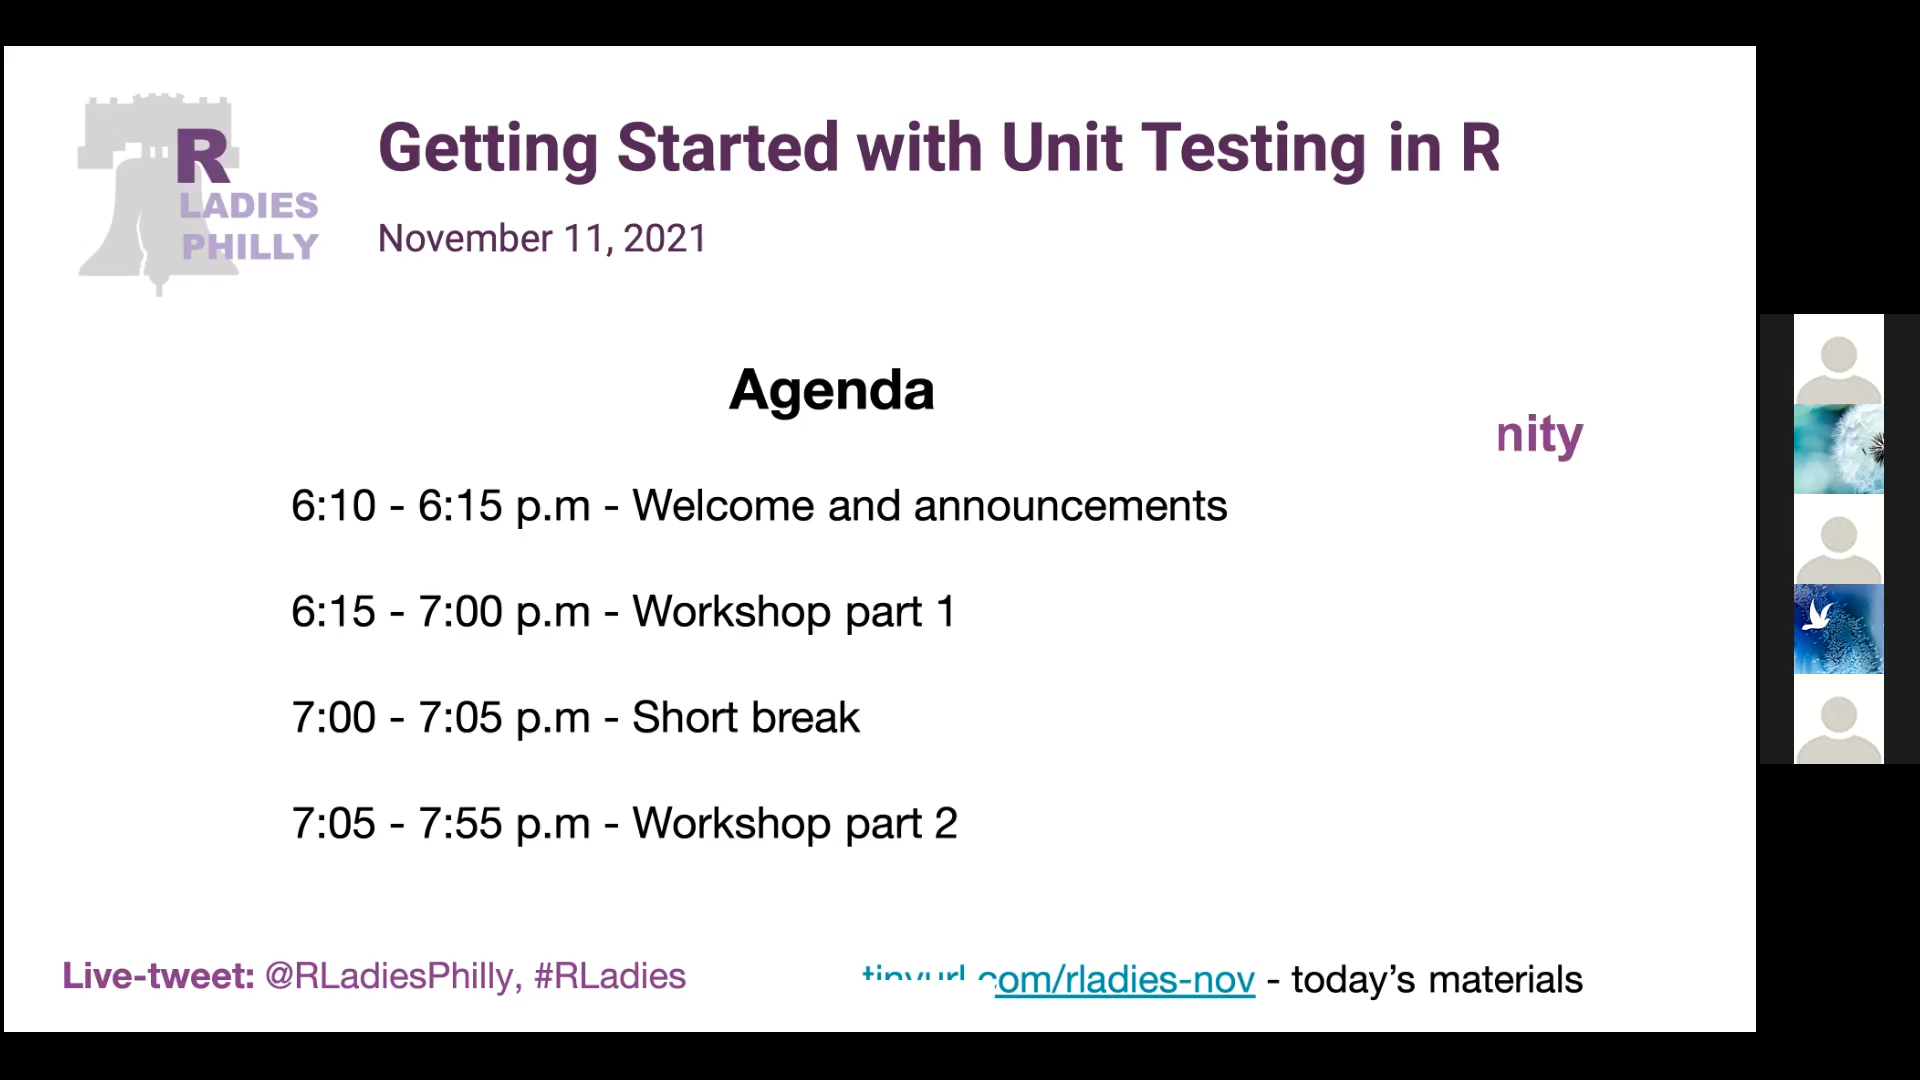 R
LADIES
PHILLY
Getting Started with Unit Testing in R
November 11, 2021
Agenda
nity
6:10 - 6:15 p.m - Welcome and announcements
6:15 - 7:00 p.m - Workshop part 1
7:00 - 7:05 p.m - Short break
7:05 - 7:55 p.m - Workshop part 2
Live-tweet: @RLadiesPhilly, #RLadies
tinyurl.com/rladies-nov - today’s materials